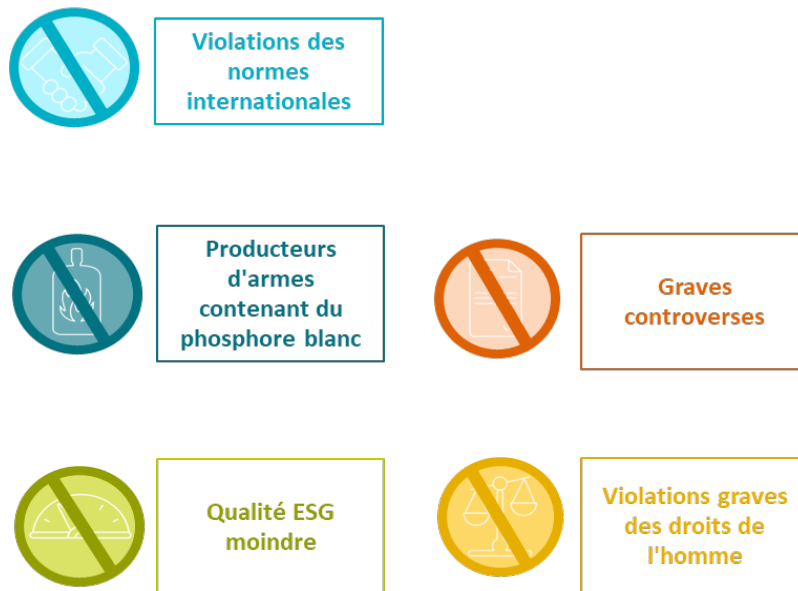 Violations des
normes
internationales
Producteurs
d'armes
contenant du
phosphore blanc
Graves
controverses
Qualité ESG
moindre
Violations graves
des droits de
l'homme